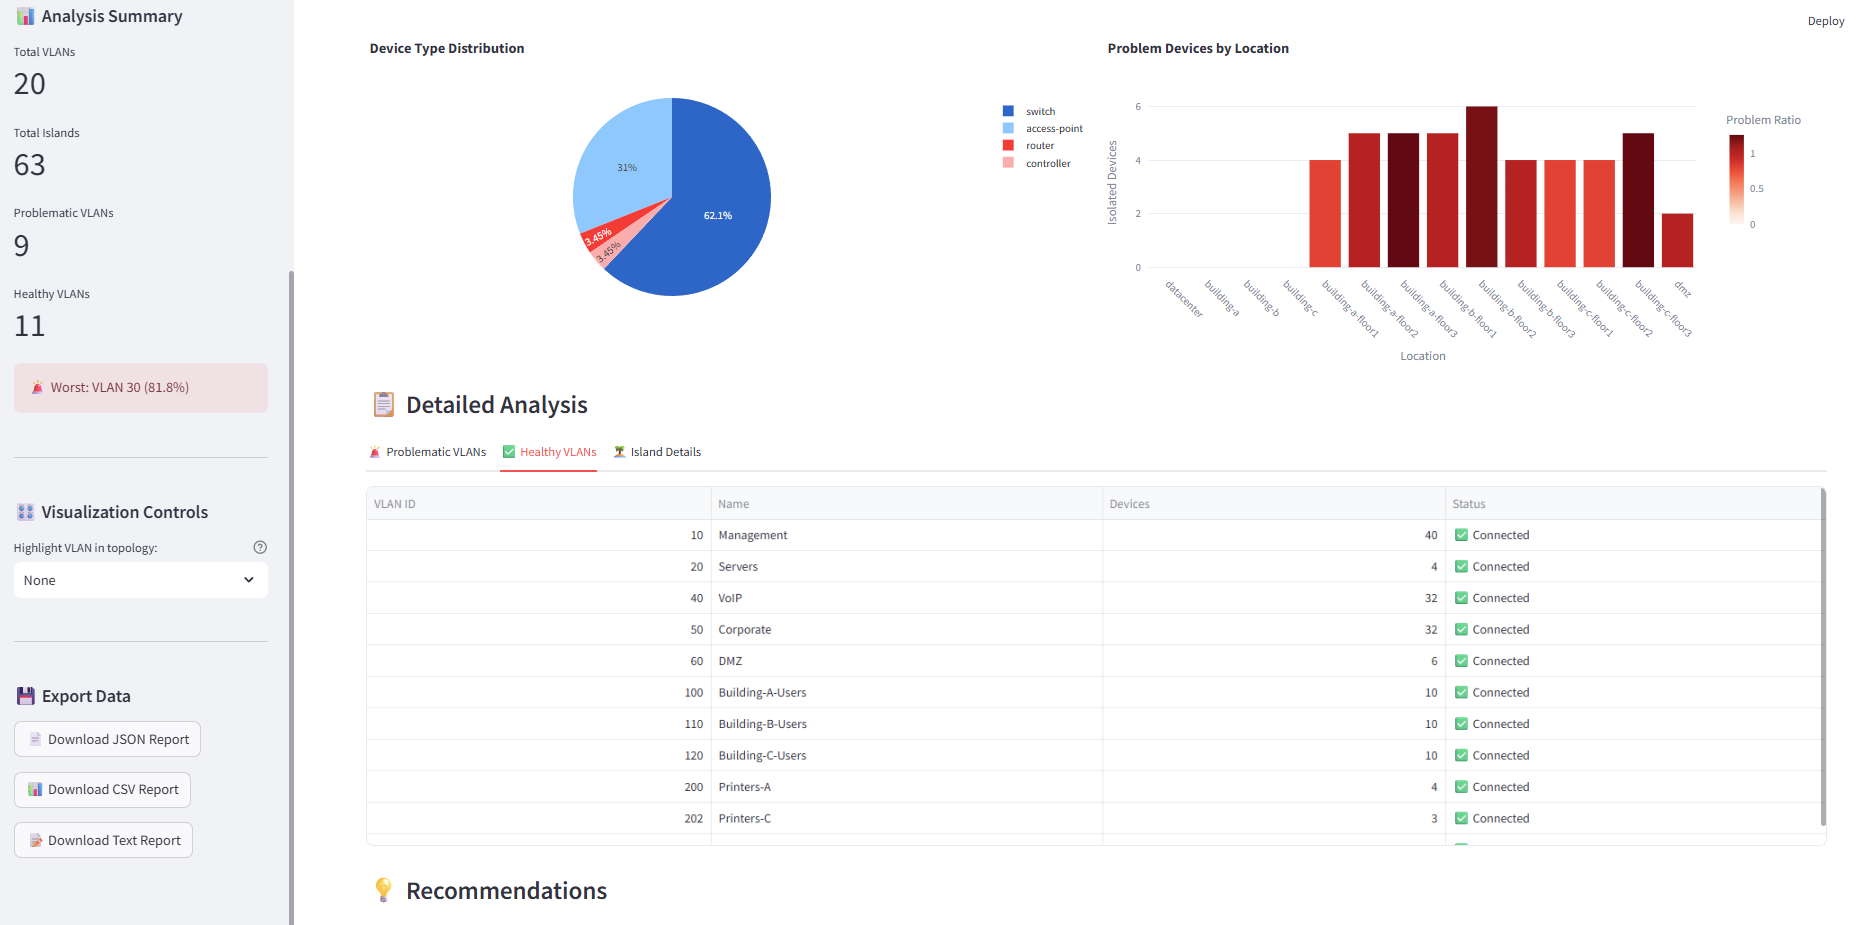 Analysis Summary
Total VLANs
20
Total Islands
63
Problematic VLANs
9
Healthy VLANs
11
Worst: VLAN 30 (81.8%)
Visualization Controls
Highlight VLAN in topology:
None
Export Data
Download JSON Report
Download CSV Report
Download Text Report
Deploy
Device Type Distribution
62.1%
31%
3.45%
3.45%
switch
access-point
router
controller
Problem Devices by Location
Isolated Devices
6
4
2
0
datacenter
building-a
building-b
building-c
building-a-floor1
building-a-floor2
building-a-floor3
building-b-floor1
building-b-floor2
building-b-floor3
building-c-floor1
building-c-floor2
building-c-floor3
dmz
Location
Problem Ratio
1
0.5
0
Detailed Analysis
Problematic VLANs Healthy VLANs Island Details
VLAN ID Name Devices Status
10 Management 40 Connected
20 Servers 4 Connected
40 VoIP 32 Connected
50 Corporate 32 Connected
60 DMZ 6 Connected
100 Building-A-Users 10 Connected
110 Building-B-Users 10 Connected
120 Building-C-Users 10 Connected
200 Printers-A 4 Connected
202 Printers-C 3 Connected
Recommendations